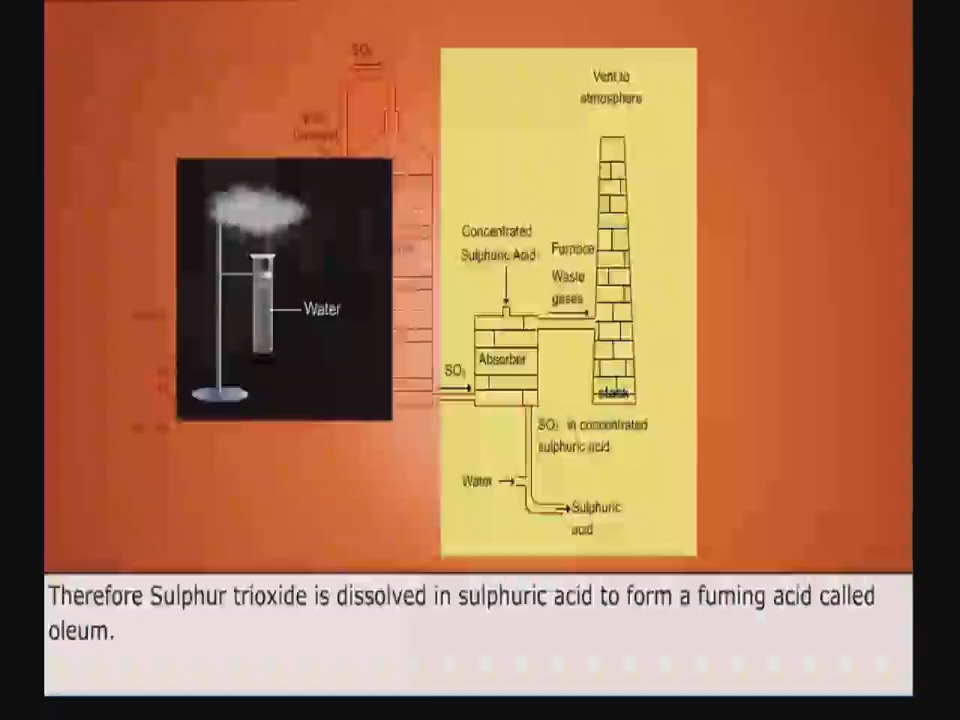 SO₃
Vent to
atmosphere
Concentrated
Sulphuric Acid
Furnace
Waste
gases
Water
Absorber
SO₃
stack
SO₃ in concentrated
sulphuric acid
Water
Sulphuric
acid
Therefore Sulphur trioxide is dissolved in sulphuric acid to form a fuming acid called
oleum.